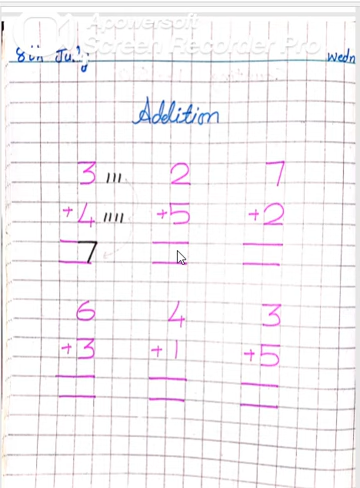 Apowersoft
Screen Recorder Pro
8th July
Wedn
Addition
3 2 7
+4 +5 +2
7
6 4 3
+3 +1 +5